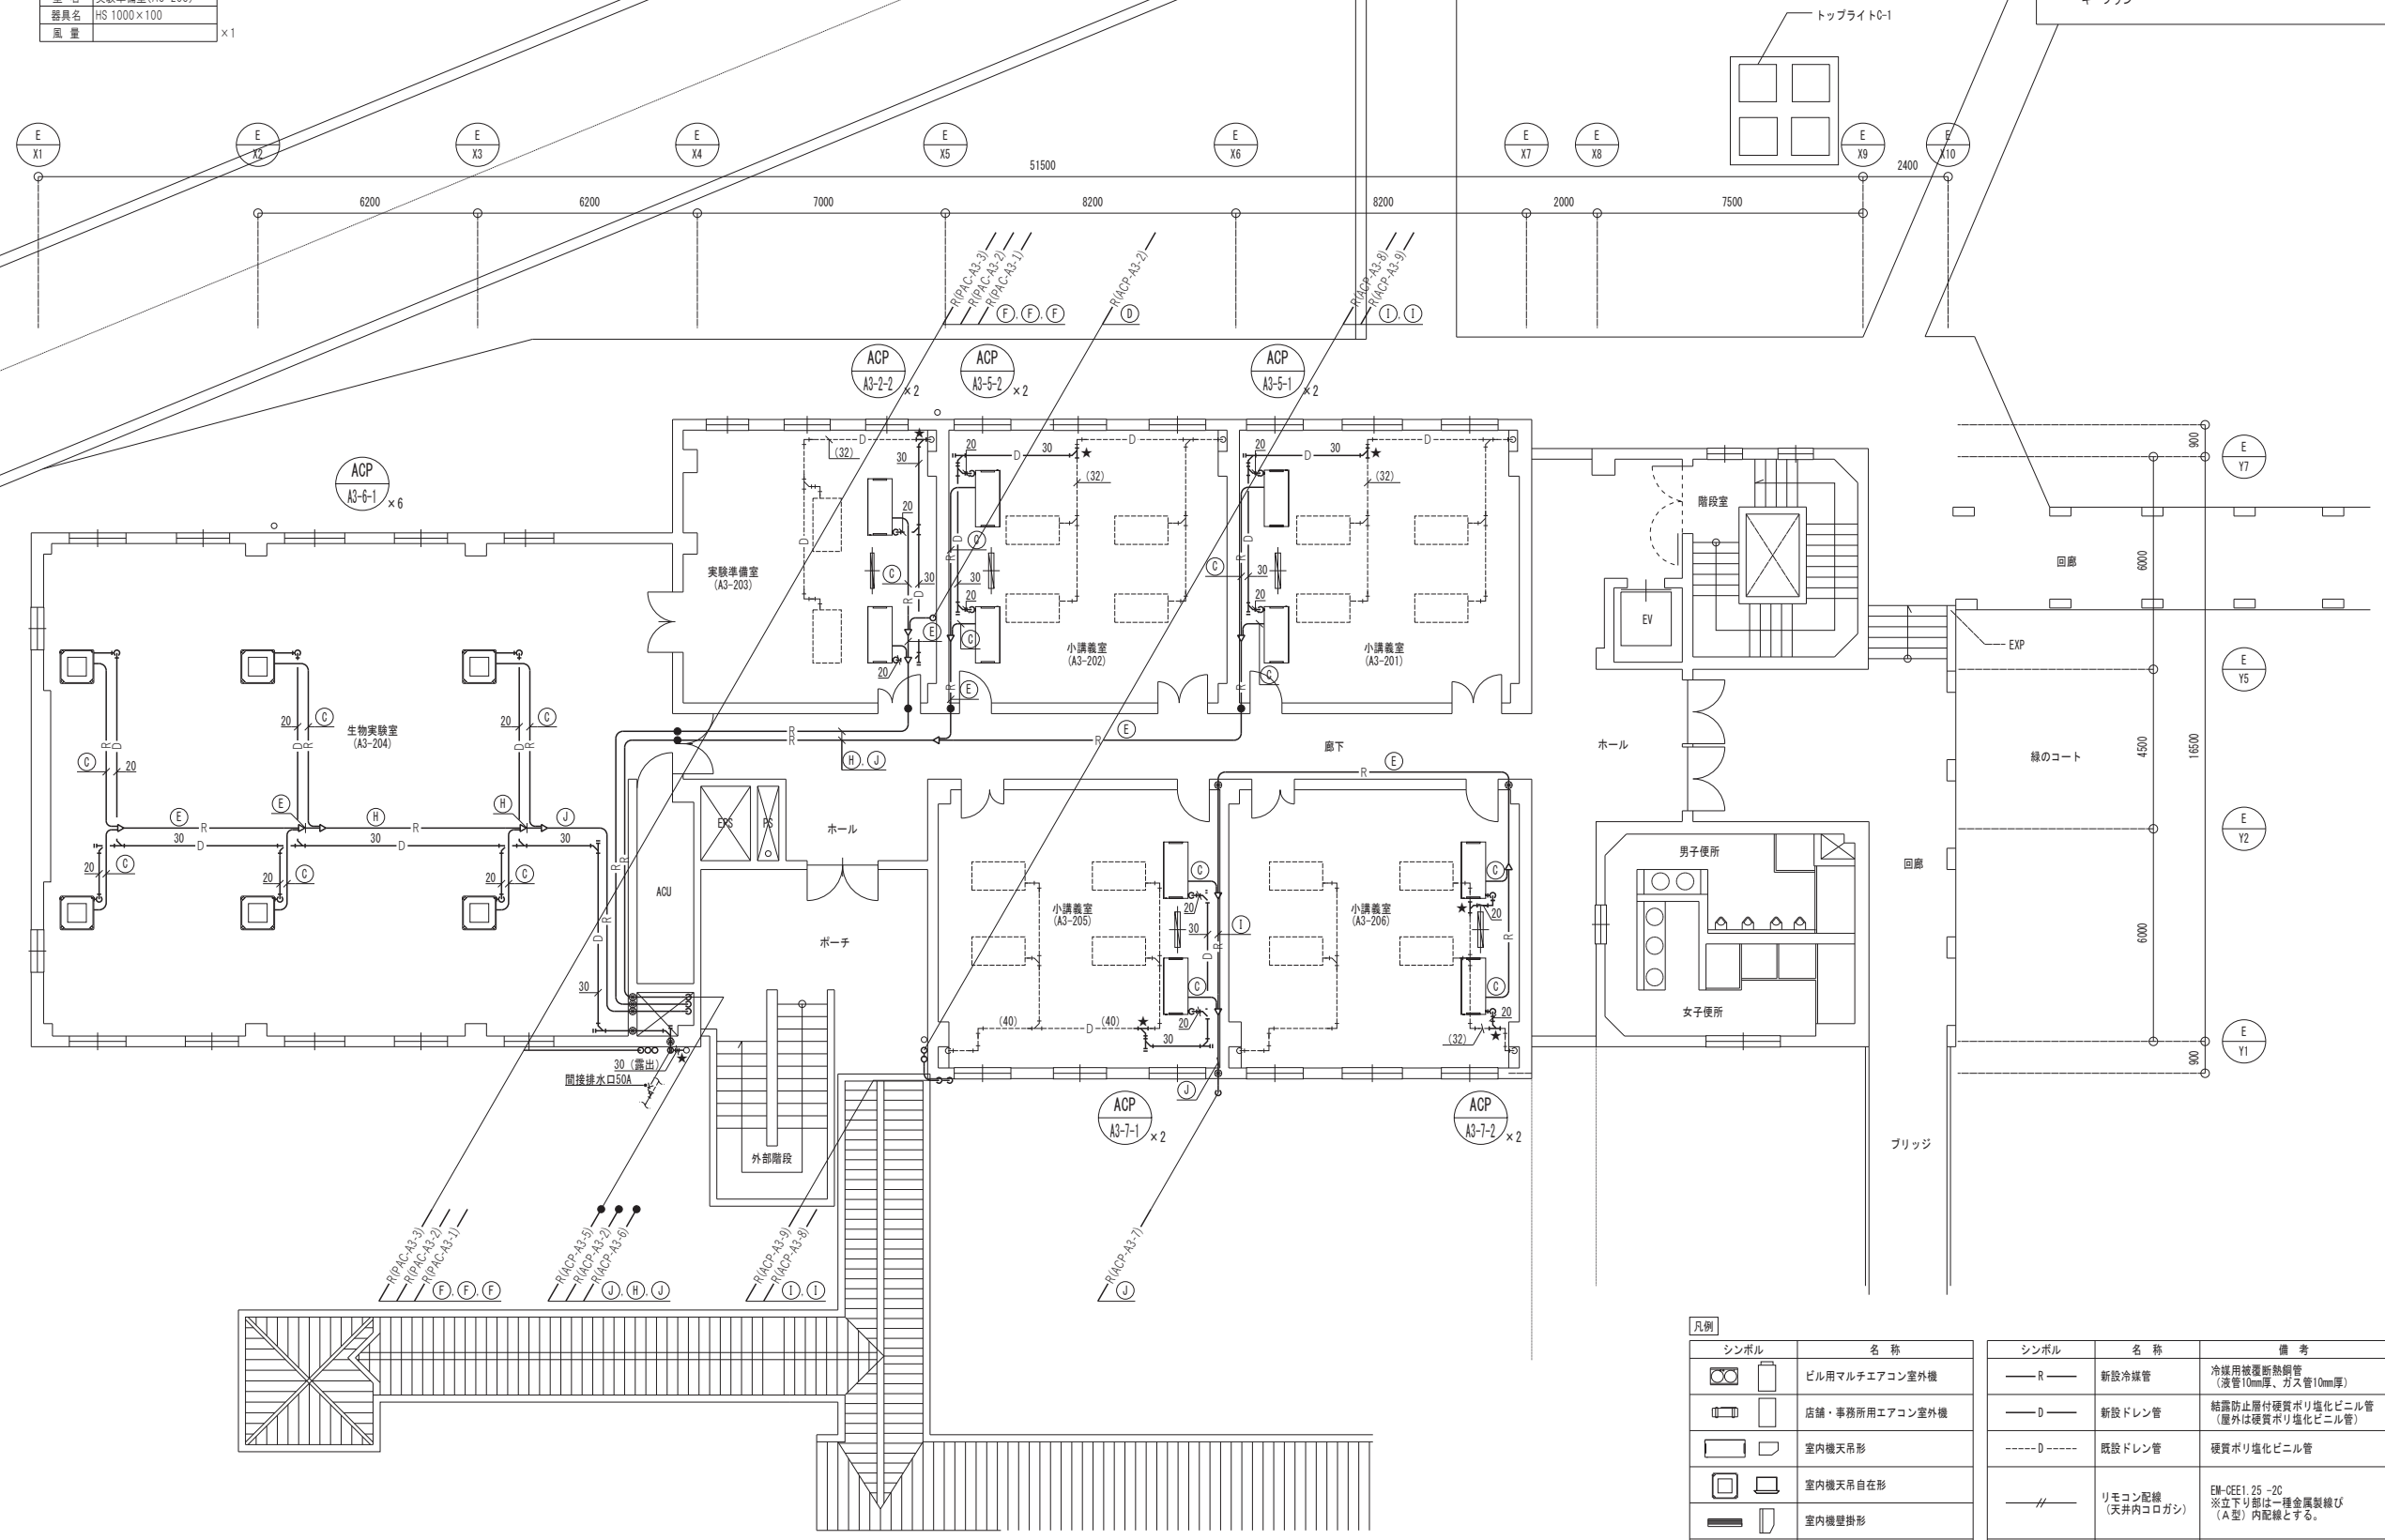 器具名 HS 1000×100
風 量
×1
トップライトC-1
E X1
E X2
E X3
E X4
E X5
E X6
E X7
E X8
E X9
E X10
51500
2400
6200
6200
7000
8200
8200
2000
7500
R(PAC-A3-3)
R(PAC-A3-2)
R(PAC-A3-1)
F, F, F
R(ACP-A3-2)
D
R(ACP-A3-8)
R(ACP-A3-9)
I, I
ACP A3-2-2 ×2
ACP A3-5-2 ×2
ACP A3-5-1 ×2
ACP A3-6-1 ×6
実験準備室
(A3-203)
小講義室
(A3-202)
小講義室
(A3-201)
階段室
EV
回廊
EXP
生物実験室
(A3-204)
廊下
ホール
緑のコート
E Y7
E Y5
E Y2
E Y1
900
6000
4500
16500
6000
900
(32)
(32)
(32)
20
30
D
R
C
E
H, J
EPS
PS
ホール
ACU
ポーチ
小講義室
(A3-205)
小講義室
(A3-206)
男子便所
女子便所
回廊
(40)
(40)
(32)
30 (露出)
間接排水口50A
外部階段
ACP A3-7-1 ×2
ACP A3-7-2 ×2
ブリッジ
R(PAC-A3-3)
R(PAC-A3-2)
R(PAC-A3-1)
F, F, F
R(ACP-A3-5)
R(ACP-A3-2)
R(ACP-A3-6)
J, H, J
R(ACP-A3-9)
R(ACP-A3-8)
I, I
R(ACP-A3-7)
J
凡例
シンボル 名 称
ビル用マルチエアコン室外機
店舗・事務所用エアコン室外機
室内機天吊形
室内機天吊自在形
室内機壁掛形
シンボル 名 称 備 考
R 新設冷媒管 冷媒用被覆断熱銅管
(液管10mm厚、ガス管10mm厚)
D 新設ドレン管 結露防止層付硬質ポリ塩化ビニル管
(屋外は硬質ポリ塩化ビニル管)
D 既設ドレン管 硬質ポリ塩化ビニル管
リモコン配線
(天井内コロガシ)
EM-CEE1.25 -2C
※立下り部は一種金属製線ぴ
(A型)内配線とする。